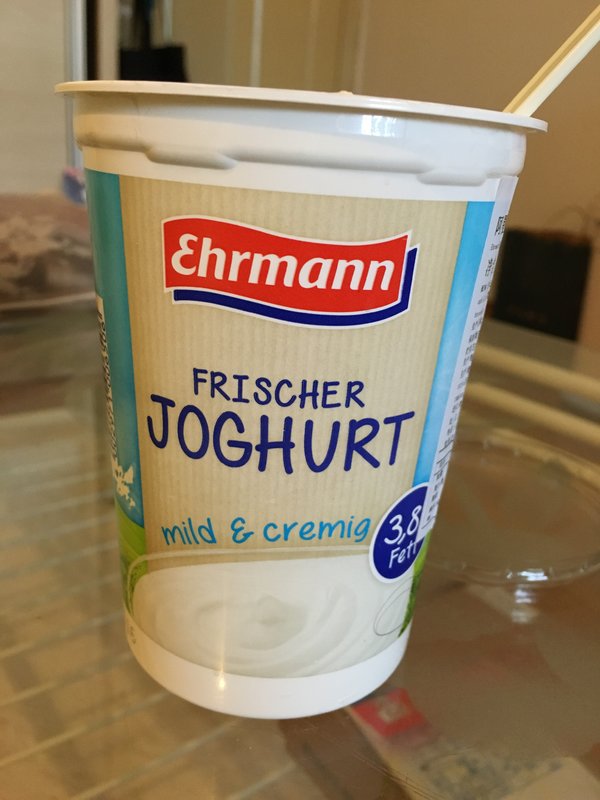 Ehrmann
FRISCHER
JOGHURT
mild & cremig
3,8
Fett